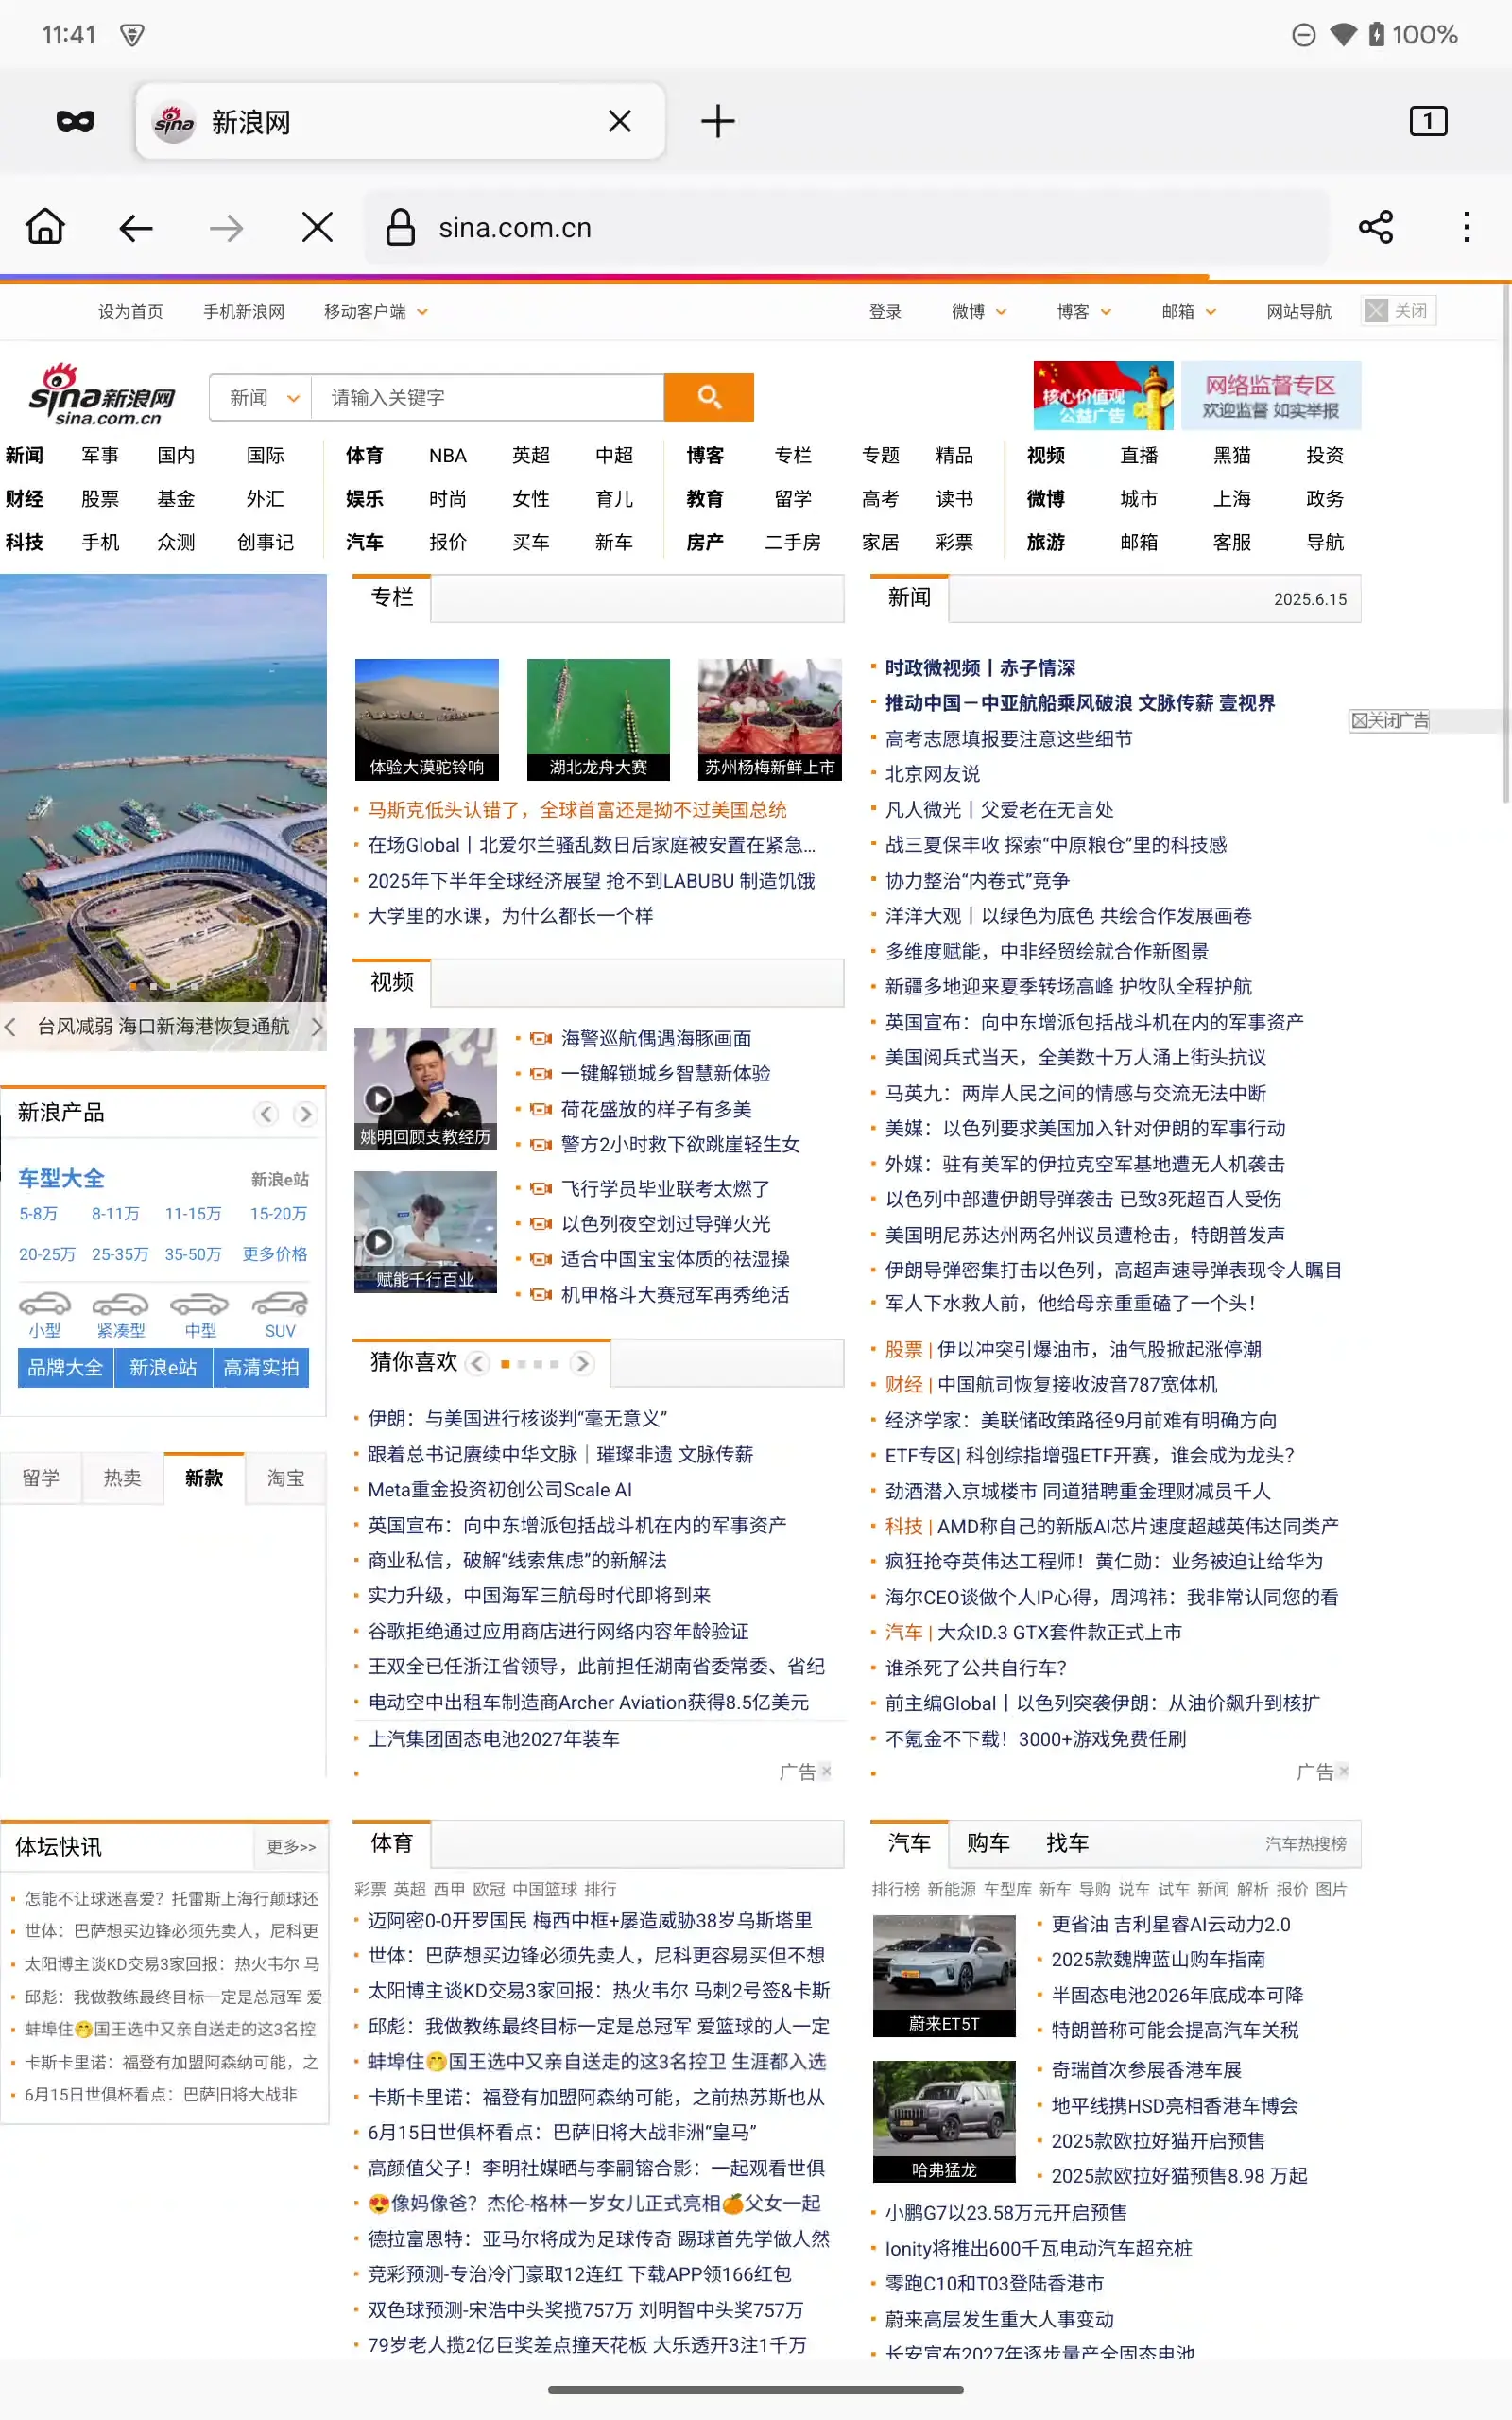 11:41
100%
sina 新浪网
1
sina.com.cn
设为首页 手机新浪网 移动客户端
登录 微博 博客 邮箱 网站导航 关闭
sina新浪网
sina.com.cn
新闻 请输入关键字
核心价值观
公益广告
网络监督专区
欢迎监督 如实举报
新闻 军事 国内 国际 体育 NBA 英超 中超 博客 专栏 专题 精品 视频 直播 黑猫 投资
财经 股票 基金 外汇 娱乐 时尚 女性 育儿 教育 留学 高考 读书 微博 城市 上海 政务
科技 手机 众测 创事记 汽车 报价 买车 新车 房产 二手房 家居 彩票 旅游 邮箱 客服 导航
台风减弱 海口新海港恢复通航
新浪产品
车型大全 新浪e站
5-8万 8-11万 11-15万 15-20万
20-25万 25-35万 35-50万 更多价格
小型 紧凑型 中型 SUV
品牌大全 新浪e站 高清实拍
留学 热卖 新款 淘宝
专栏
体验大漠驼铃响
湖北龙舟大赛
苏州杨梅新鲜上市
马斯克低头认错了，全球首富还是拗不过美国总统
在场Global丨北爱尔兰骚乱数日后家庭被安置在紧急...
2025年下半年全球经济展望 抢不到LABUBU 制造饥饿
大学里的水课，为什么都长一个样
视频
姚明回顾支教经历
海警巡航偶遇海豚画面
一键解锁城乡智慧新体验
荷花盛放的样子有多美
警方2小时救下欲跳崖轻生女
赋能千行百业
飞行学员毕业联考太燃了
以色列夜空划过导弹火光
适合中国宝宝体质的祛湿操
机甲格斗大赛冠军再秀绝活
猜你喜欢
伊朗：与美国进行核谈判“毫无意义”
跟着总书记赓续中华文脉｜璀璨非遗 文脉传薪
Meta重金投资初创公司Scale AI
英国宣布：向中东增派包括战斗机在内的军事资产
商业私信，破解“线索焦虑”的新解法
实力升级，中国海军三航母时代即将到来
谷歌拒绝通过应用商店进行网络内容年龄验证
王双全已任浙江省领导，此前担任湖南省委常委、省纪
电动空中出租车制造商Archer Aviation获得8.5亿美元
上汽集团固态电池2027年装车
广告
新闻 2025.6.15
时政微视频丨赤子情深
推动中国－中亚航船乘风破浪 文脉传薪 壹视界
高考志愿填报要注意这些细节
北京网友说
凡人微光丨父爱老在无言处
战三夏保丰收 探索“中原粮仓”里的科技感
协力整治“内卷式”竞争
洋洋大观丨以绿色为底色 共绘合作发展画卷
多维度赋能，中非经贸绘就合作新图景
新疆多地迎来夏季转场高峰 护牧队全程护航
英国宣布：向中东增派包括战斗机在内的军事资产
美国阅兵式当天，全美数十万人涌上街头抗议
马英九：两岸人民之间的情感与交流无法中断
美媒：以色列要求美国加入针对伊朗的军事行动
外媒：驻有美军的伊拉克空军基地遭无人机袭击
以色列中部遭伊朗导弹袭击 已致3死超百人受伤
美国明尼苏达州两名州议员遭枪击，特朗普发声
伊朗导弹密集打击以色列，高超声速导弹表现令人瞩目
军人下水救人前，他给母亲重重磕了一个头！
股票 | 伊以冲突引爆油市，油气股掀起涨停潮
财经 | 中国航司恢复接收波音787宽体机
经济学家：美联储政策路径9月前难有明确方向
ETF专区| 科创综指增强ETF开赛，谁会成为龙头？
劲酒潜入京城楼市 同道猎聘重金理财减员千人
科技 | AMD称自己的新版AI芯片速度超越英伟达同类产
疯狂抢夺英伟达工程师！黄仁勋：业务被迫让给华为
海尔CEO谈做个人IP心得，周鸿祎：我非常认同您的看
汽车 | 大众ID.3 GTX套件款正式上市
谁杀死了公共自行车？
前主编Global丨以色列突袭伊朗：从油价飙升到核扩
不氪金不下载！3000+游戏免费任刷
广告
关闭广告
体坛快讯 更多>>
怎能不让球迷喜爱？托雷斯上海行颠球还
世体：巴萨想买边锋必须先卖人，尼科更
太阳博主谈KD交易3家回报：热火韦尔 马
邱彪：我做教练最终目标一定是总冠军 爱
蚌埠住🤭国王选中又亲自送走的这3名控
卡斯卡里诺：福登有加盟阿森纳可能，之
6月15日世俱杯看点：巴萨旧将大战非
体育
彩票 英超 西甲 欧冠 中国篮球 排行
迈阿密0-0开罗国民 梅西中框+屡造威胁38岁乌斯塔里
世体：巴萨想买边锋必须先卖人，尼科更容易买但不想
太阳博主谈KD交易3家回报：热火韦尔 马刺2号签&卡斯
邱彪：我做教练最终目标一定是总冠军 爱篮球的人一定
蚌埠住🤭国王选中又亲自送走的这3名控卫 生涯都入选
卡斯卡里诺：福登有加盟阿森纳可能，之前热苏斯也从
6月15日世俱杯看点：巴萨旧将大战非洲“皇马”
高颜值父子！李明社媒晒与李嗣镕合影：一起观看世俱
😍像妈像爸？杰伦-格林一岁女儿正式亮相🍊父女一起
德拉富恩特：亚马尔将成为足球传奇 踢球首先学做人然
竞彩预测-专治冷门豪取12连红 下载APP领166红包
双色球预测-宋浩中头奖揽757万 刘明智中头奖757万
79岁老人揽2亿巨奖差点撞天花板 大乐透开3注1千万
汽车 购车 找车 汽车热搜榜
排行榜 新能源 车型库 新车 导购 说车 试车 新闻 解析 报价 图片
蔚来ET5T
更省油 吉利星睿AI云动力2.0
2025款魏牌蓝山购车指南
半固态电池2026年底成本可降
特朗普称可能会提高汽车关税
哈弗猛龙
奇瑞首次参展香港车展
地平线携HSD亮相香港车博会
2025款欧拉好猫开启预售
2025款欧拉好猫预售8.98 万起
小鹏G7以23.58万元开启预售
Ionity将推出600千瓦电动汽车超充桩
零跑C10和T03登陆香港市
蔚来高层发生重大人事变动
长安宣布2027年逐步量产全固态电池